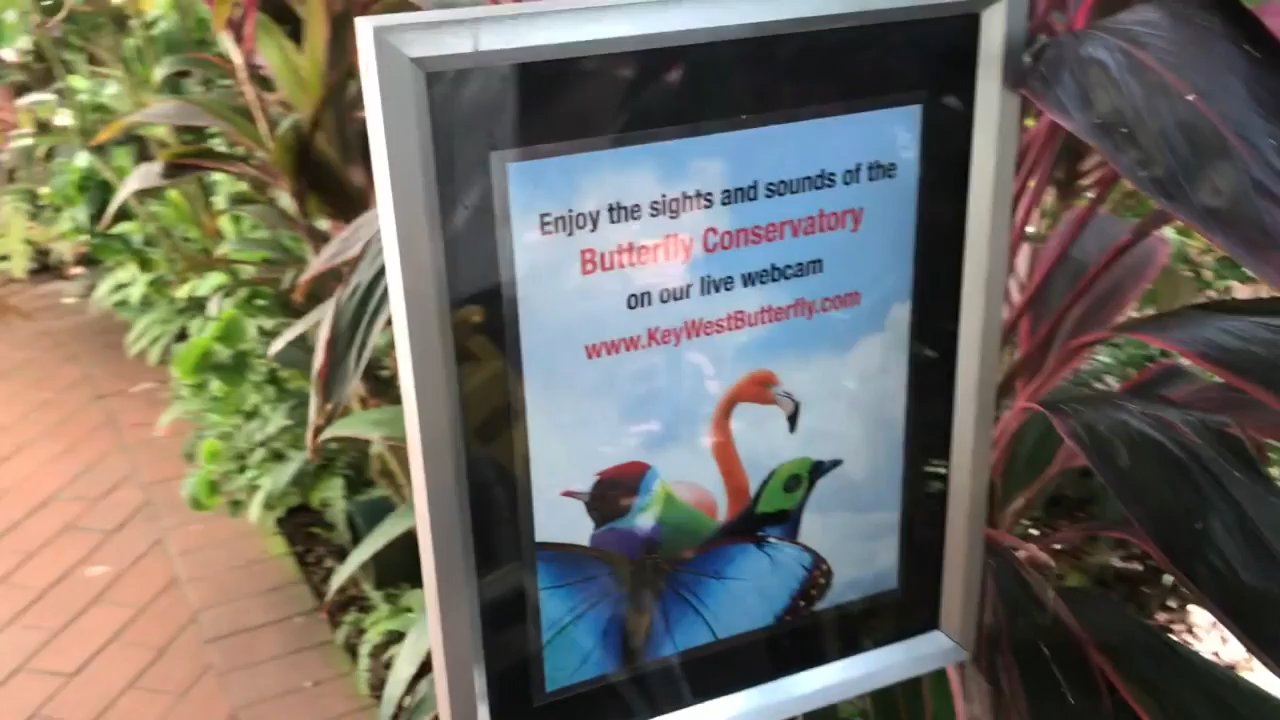 Enjoy the sights and sounds of the
Butterfly Conservatory
on our live webcam
www.KeyWestButterfly.com